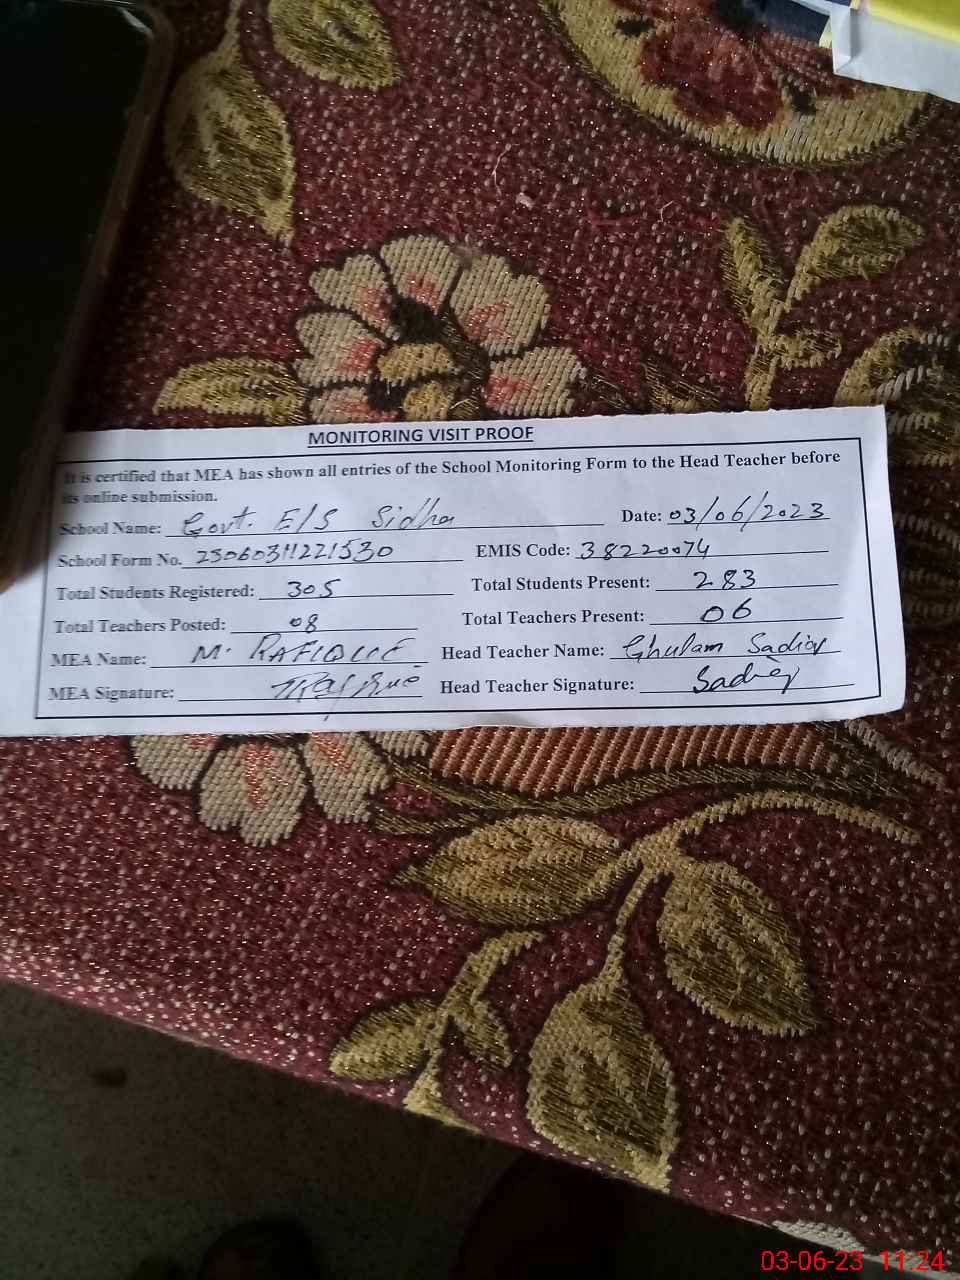 MONITORING VISIT PROOF
It is certified that MEA has shown all entries of the School Monitoring Form to the Head Teacher before
its online submission.
School Name: Govt. E/S Sidha Date: 03/06/2023
School Form No. 23060311221530 EMIS Code: 38220074
Total Students Registered: 305 Total Students Present: 283
Total Teachers Posted: 08 Total Teachers Present: 06
MEA Name: M. RAFIQUE Head Teacher Name: Ghulam Sadiq
MEA Signature: Rafique Head Teacher Signature: Sadiq
03-06-23 11:24